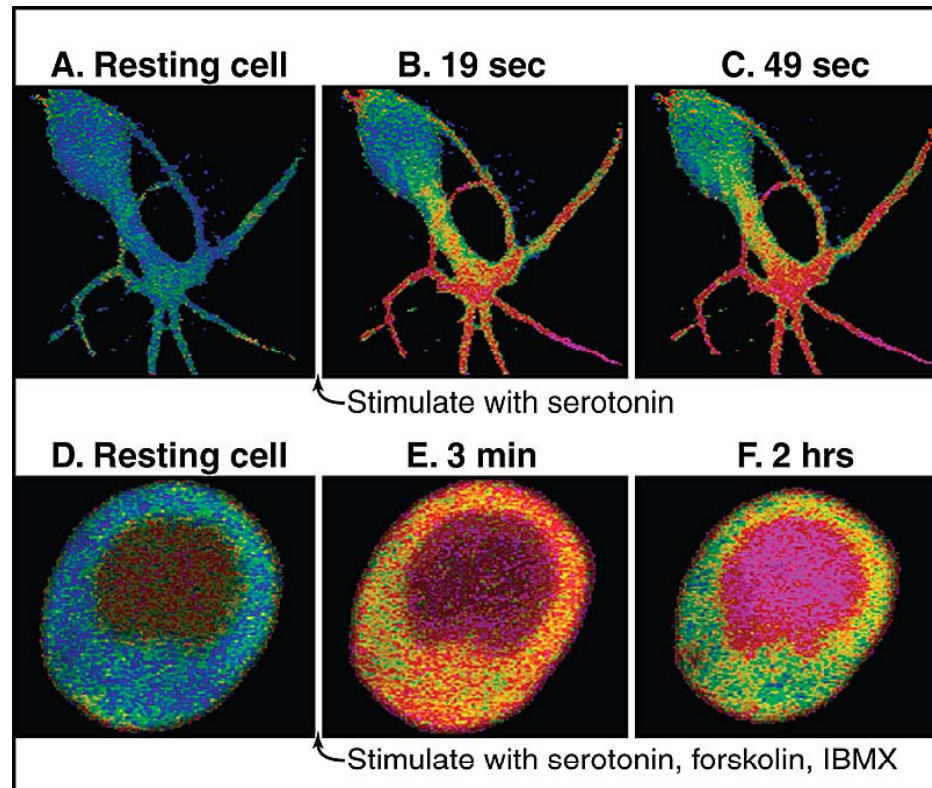 A. Resting cell
B. 19 sec
C. 49 sec
Stimulate with serotonin
D. Resting cell
E. 3 min
F. 2 hrs
Stimulate with serotonin, forskolin, IBMX